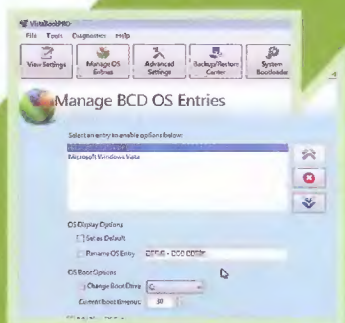 VistaBootPRO
File Tools Diagnostics Help
View Settings
Manage OS Entries
Advanced Settings
Backup/Restore Center
System Bootloader
Manage BCD OS Entries
Select an entry to enable options below:
Microsoft Windows Vista
OS Display Options
Set as Default
Rename OS Entry
OS Boot Options
Change Boot Drive C:
Current boot timeout: 30